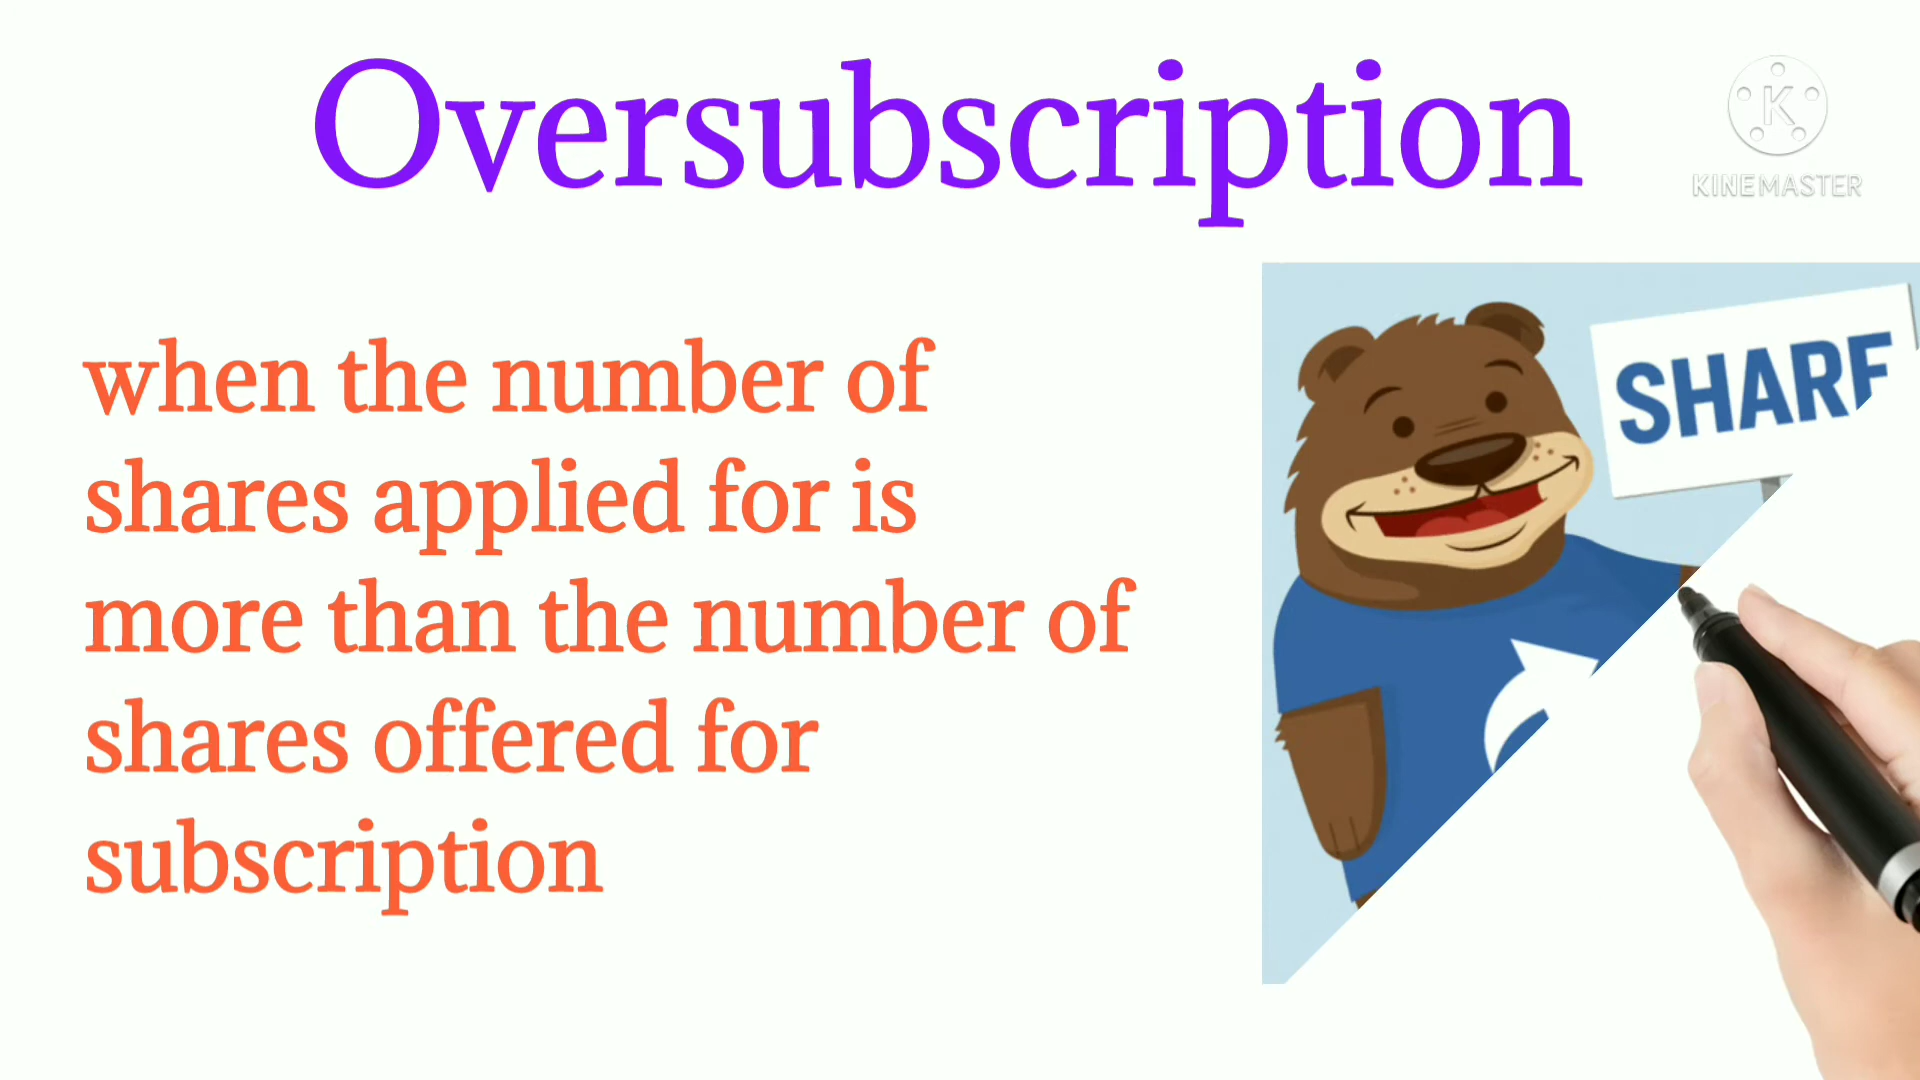 Oversubscription
K
KINEMASTER
when the number of
shares applied for is
more than the number of
shares offered for
subscription
SHARE